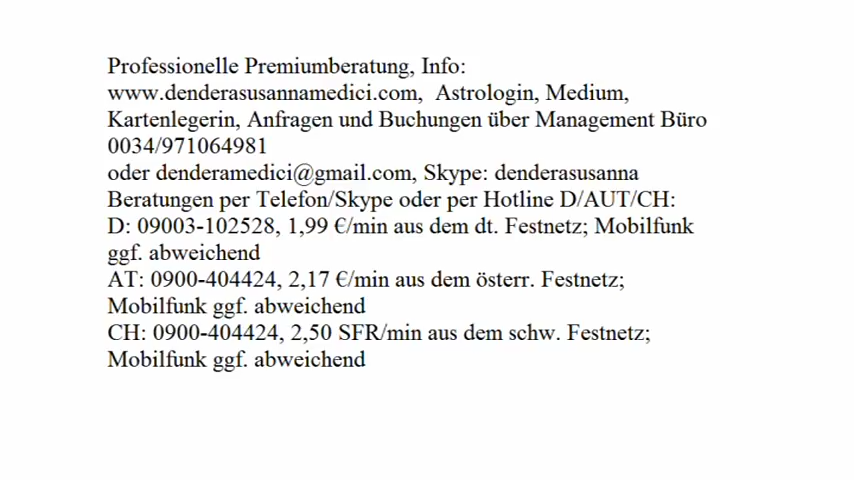 Professionelle Premiumberatung, Info:
www.denderasusannamedici.com,  Astrologin, Medium,
Kartenlegerin, Anfragen und Buchungen über Management Büro
0034/971064981
oder denderamedici@gmail.com, Skype: denderasusanna
Beratungen per Telefon/Skype oder per Hotline D/AUT/CH:
D: 09003-102528, 1,99 €/min aus dem dt. Festnetz; Mobilfunk
ggf. abweichend
AT: 0900-404424, 2,17 €/min aus dem österr. Festnetz;
Mobilfunk ggf. abweichend
CH: 0900-404424, 2,50 SFR/min aus dem schw. Festnetz;
Mobilfunk ggf. abweichend